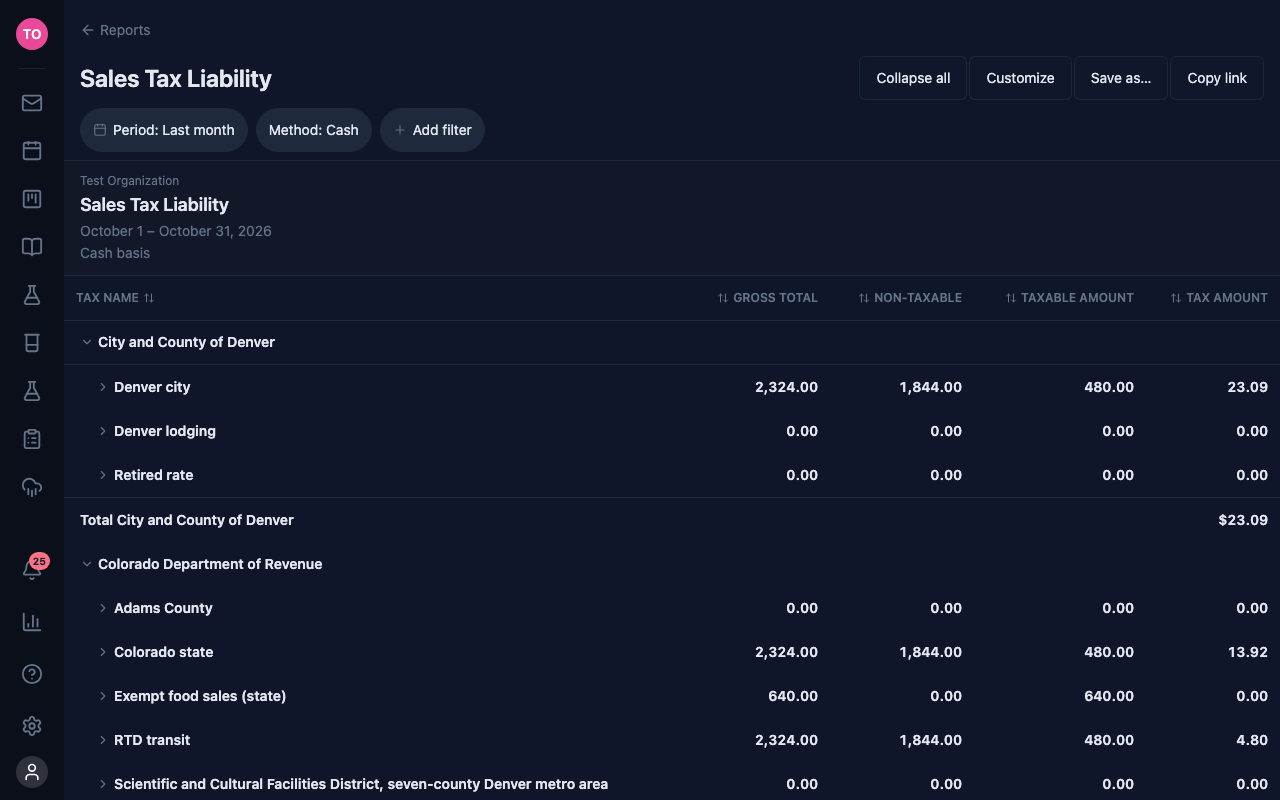 TO
Reports
Sales Tax Liability
Collapse all
Customize
Save as...
Copy link
Period: Last month
Method: Cash
Add filter
Test Organization
Sales Tax Liability
October 1 – October 31, 2026
Cash basis
TAX NAME GROSS TOTAL NON-TAXABLE TAXABLE AMOUNT TAX AMOUNT
City and County of Denver
Denver city 2,324.00 1,844.00 480.00 23.09
Denver lodging 0.00 0.00 0.00 0.00
Retired rate 0.00 0.00 0.00 0.00
Total City and County of Denver $23.09
Colorado Department of Revenue
25
Adams County 0.00 0.00 0.00 0.00
Colorado state 2,324.00 1,844.00 480.00 13.92
Exempt food sales (state) 640.00 0.00 640.00 0.00
RTD transit 2,324.00 1,844.00 480.00 4.80
Scientific and Cultural Facilities District, seven-county Denver metro area 0.00 0.00 0.00 0.00